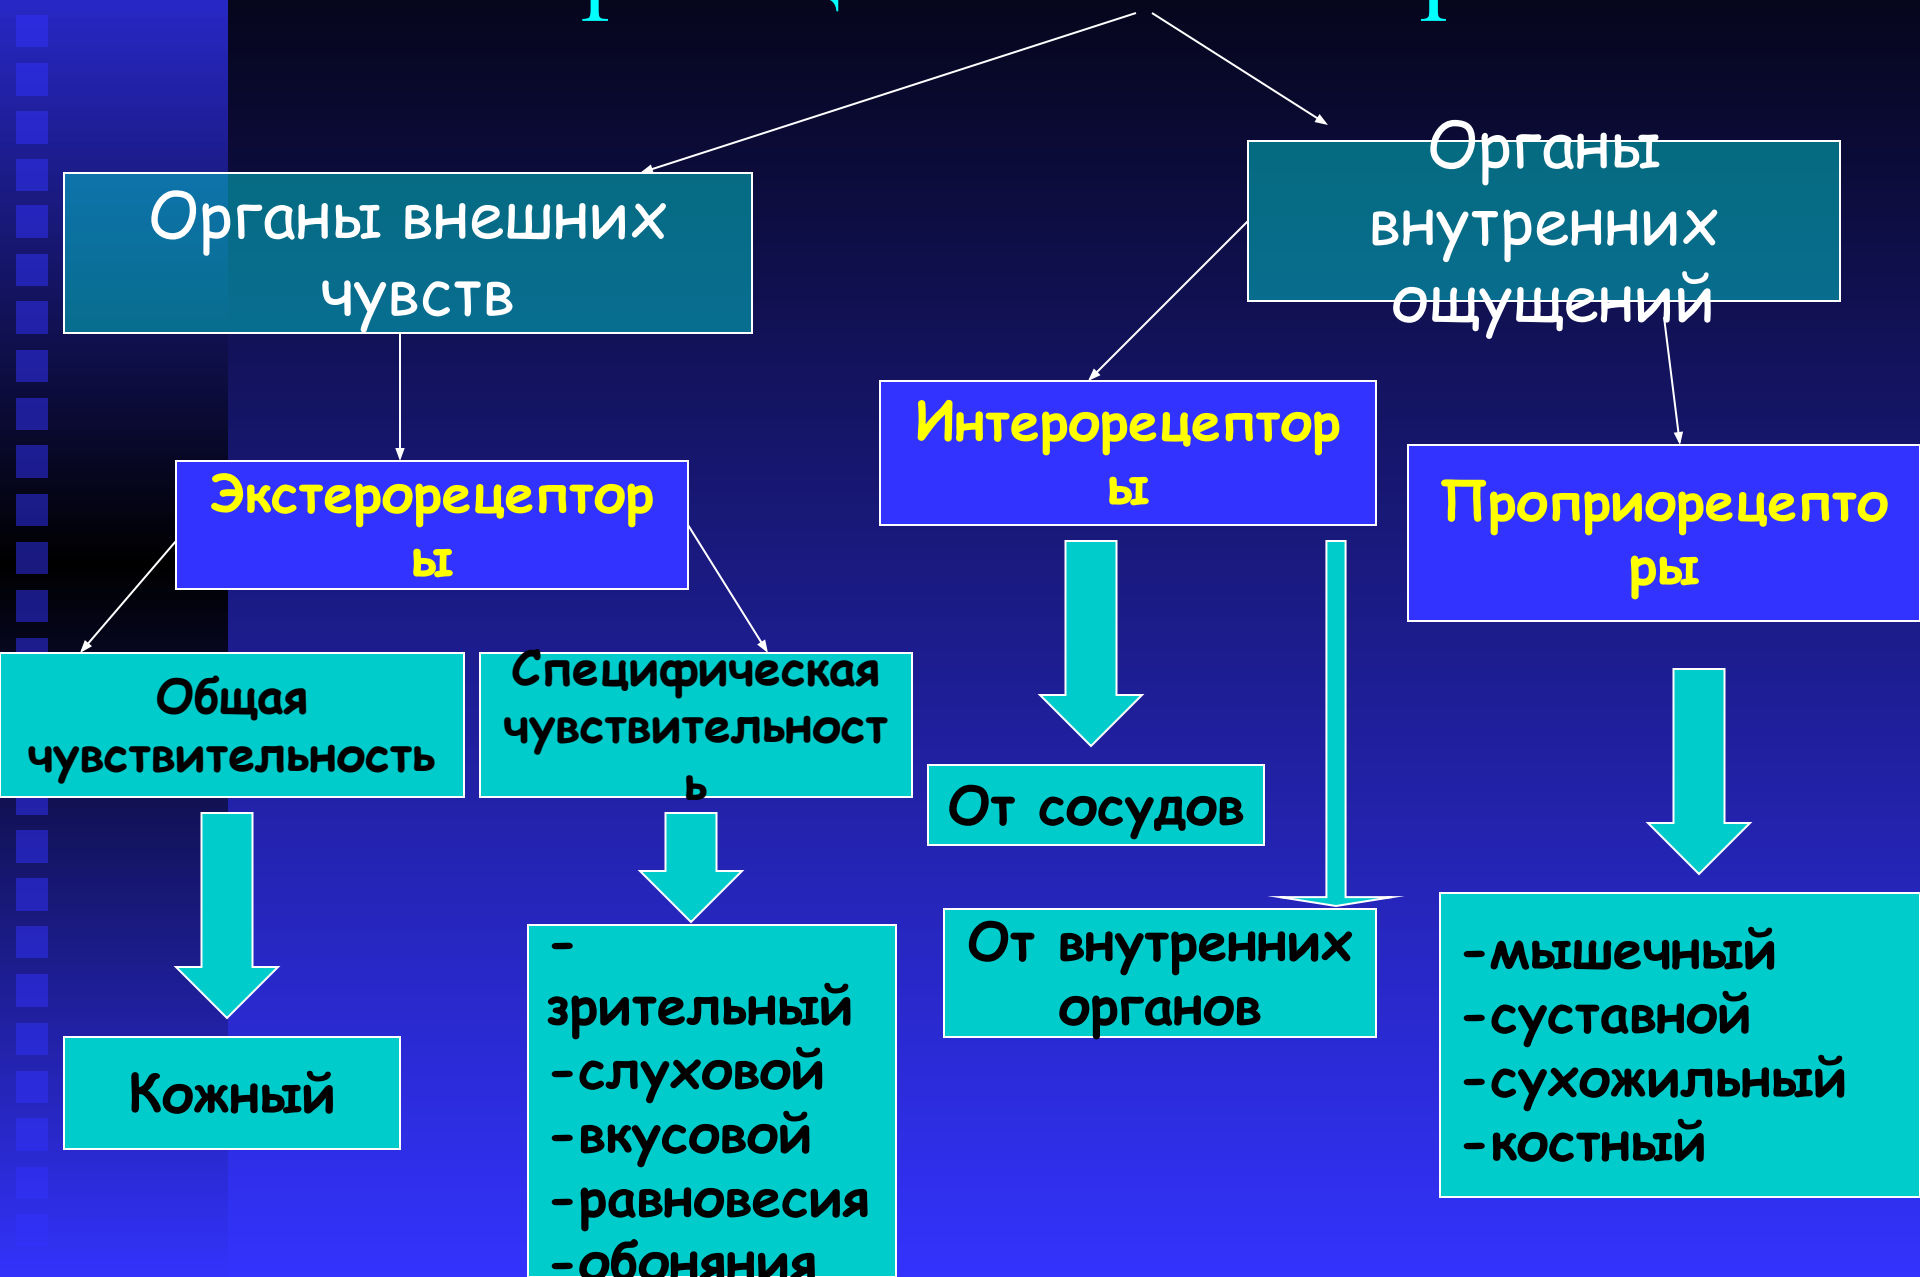 Органы внешних
чувств
Органы
внутренних
ощущений
Экстерорецептор
ы
Интерорецептор
ы
Проприорецепто
ры
Общая
чувствительность
Специфическая
чувствительност
ь
От сосудов
От внутренних
органов
Кожный
-
зрительный
-слуховой
-вкусовой
-равновесия
-обоняния
-мышечный
-суставной
-сухожильный
-костный